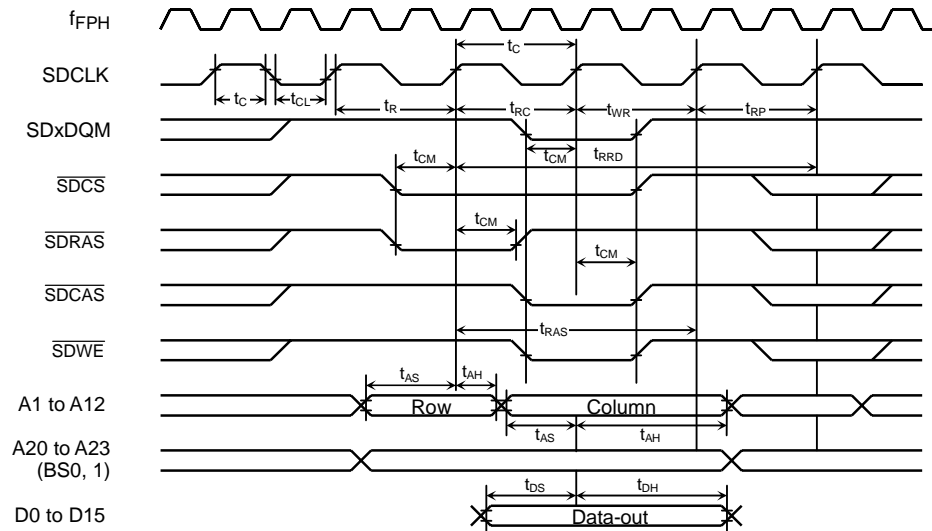 fFPH
tC
SDCLK
tC tCL tR tRC tWR tRP
SDxDQM
tCM tCM tRRD
SDCS
tCM
SDRAS
tCM
SDCAS
tRAS
SDWE
tAS tAH
A1 to A12 Row Column
tAS tAH
A20 to A23
(BS0, 1)
tDS tDH
D0 to D15 Data-out